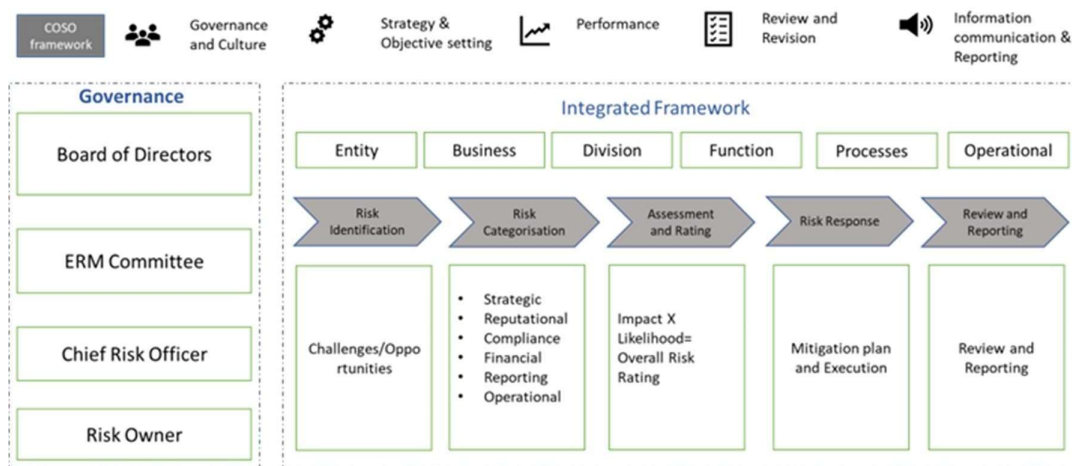 COSO
framework
Governance
and Culture
Strategy &
Objective setting
Performance
Review and
Revision
Information
communication &
Reporting
Governance
Board of Directors
ERM Committee
Chief Risk Officer
Risk Owner
Integrated Framework
Entity
Business
Division
Function
Processes
Operational
Risk
Identification
Risk
Categorisation
Assessment
and Rating
Risk Response
Review and
Reporting
Challenges/Oppo
rtunities
• Strategic
• Reputational
• Compliance
• Financial
• Reporting
• Operational
Impact X
Likelihood=
Overall Risk
Rating
Mitigation plan
and Execution
Review and
Reporting